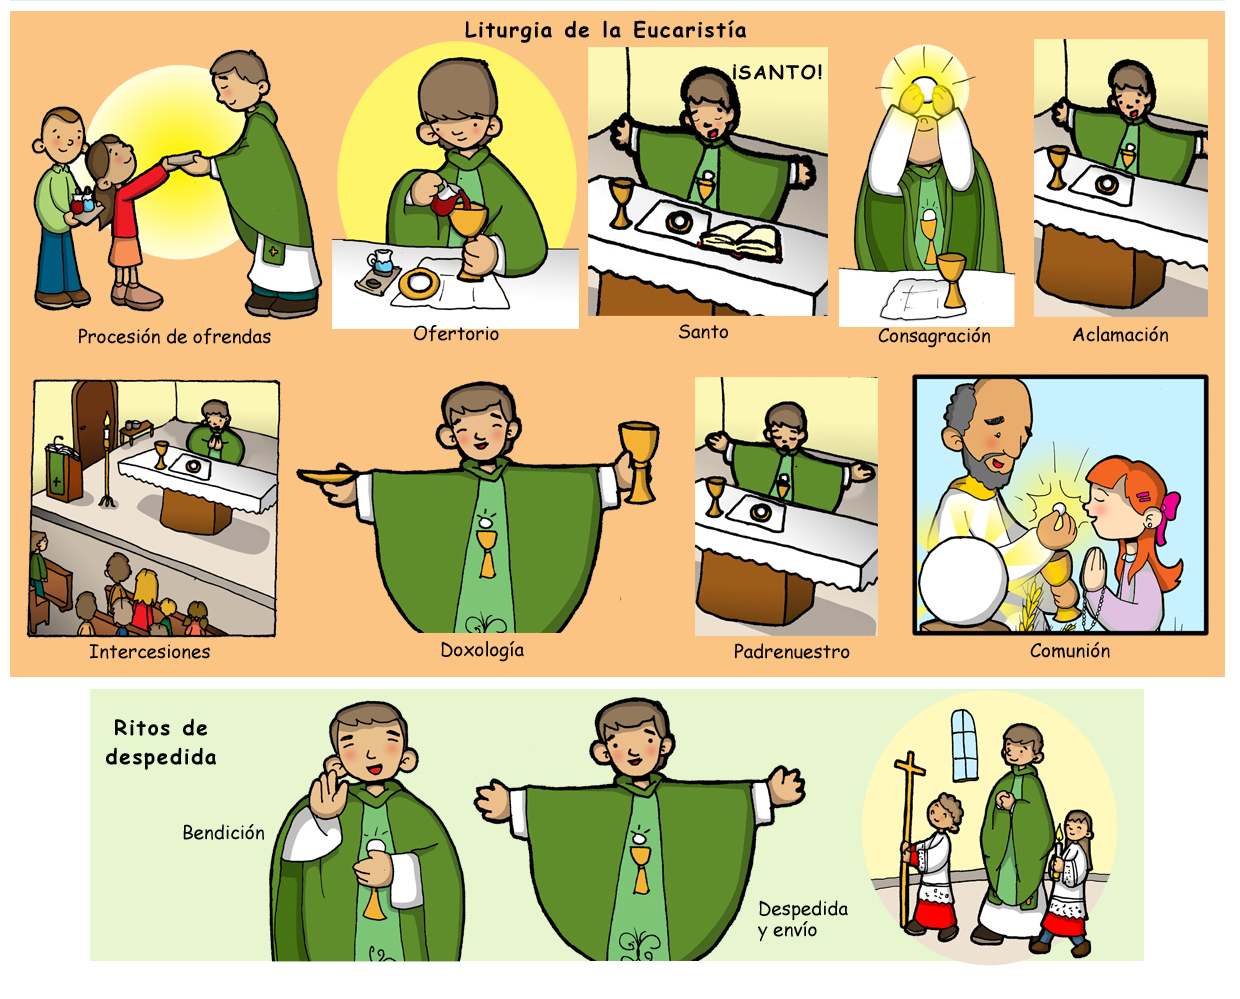 Liturgia de la Eucaristía
¡SANTO!
Procesión de ofrendas
Ofertorio
Santo
Consagración
Aclamación
Intercesiones
Doxología
Padrenuestro
Comunión
Ritos de
despedida
Bendición
Despedida
y envío